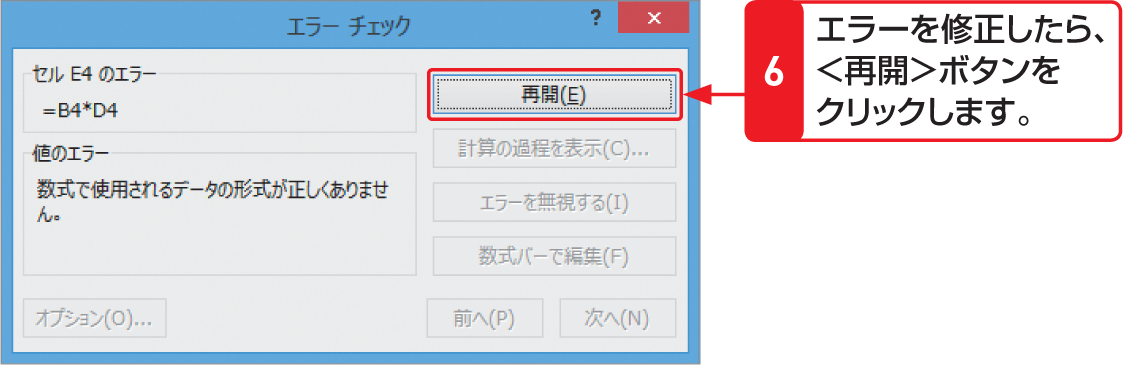 エラー チェック
?
×
セル E4 のエラー
=B4*D4
値のエラー
数式で使用されるデータの形式が正しくありませ
ん。
再開(E)
計算の過程を表示(C)...
エラーを無視する(I)
数式バーで編集(F)
オプション(O)...
前へ(P)
次へ(N)
6
エラーを修正したら、
＜再開＞ボタンを
クリックします。